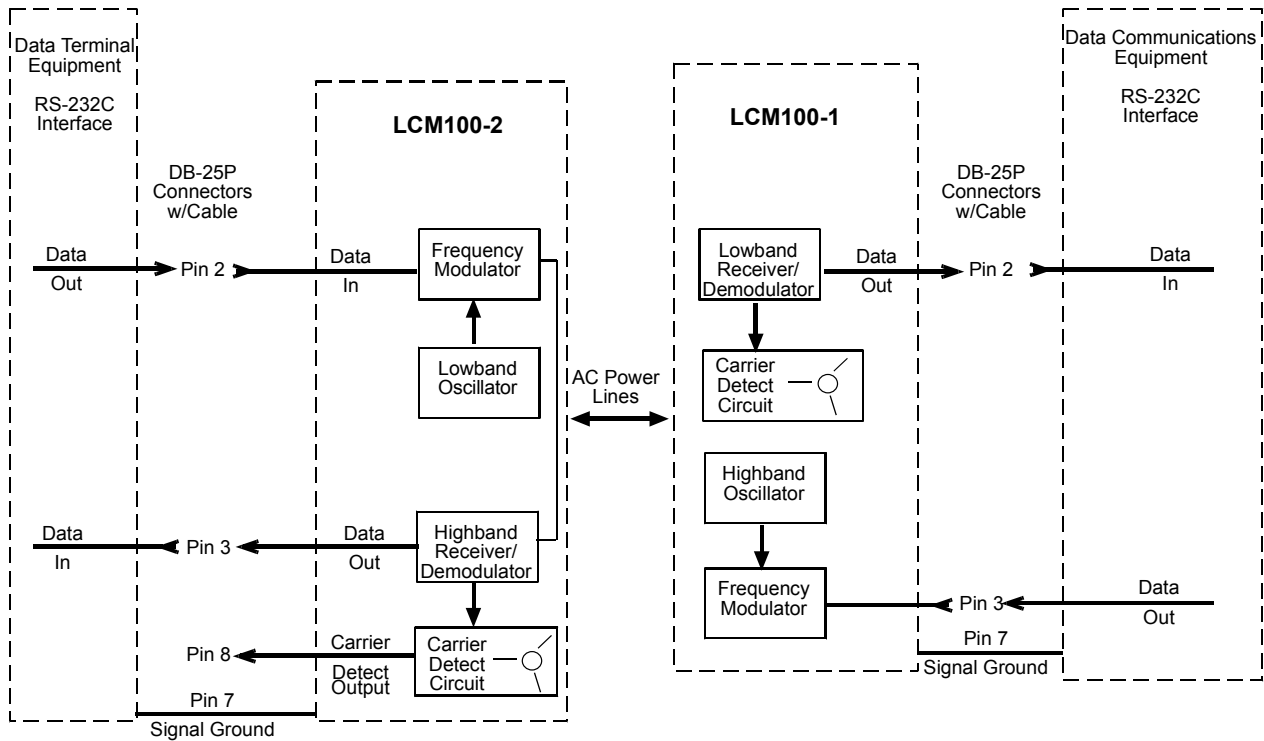 Data Terminal
Equipment
RS-232C
Interface
DB-25P
Connectors
w/Cable
LCM100-2
LCM100-1
DB-25P
Connectors
w/Cable
Data Communications
Equipment
RS-232C
Interface
Data
Out
Pin 2
Data
In
Frequency
Modulator
Lowband
Oscillator
AC Power
Lines
Lowband
Receiver/
Demodulator
Data
Out
Pin 2
Data
In
Carrier
Detect
Circuit
Highband
Oscillator
Data
In
Pin 3
Data
Out
Highband
Receiver/
Demodulator
Frequency
Modulator
Pin 3
Data
Out
Pin 8
Carrier
Detect
Output
Carrier
Detect
Circuit
Pin 7
Signal Ground
Pin 7
Signal Ground